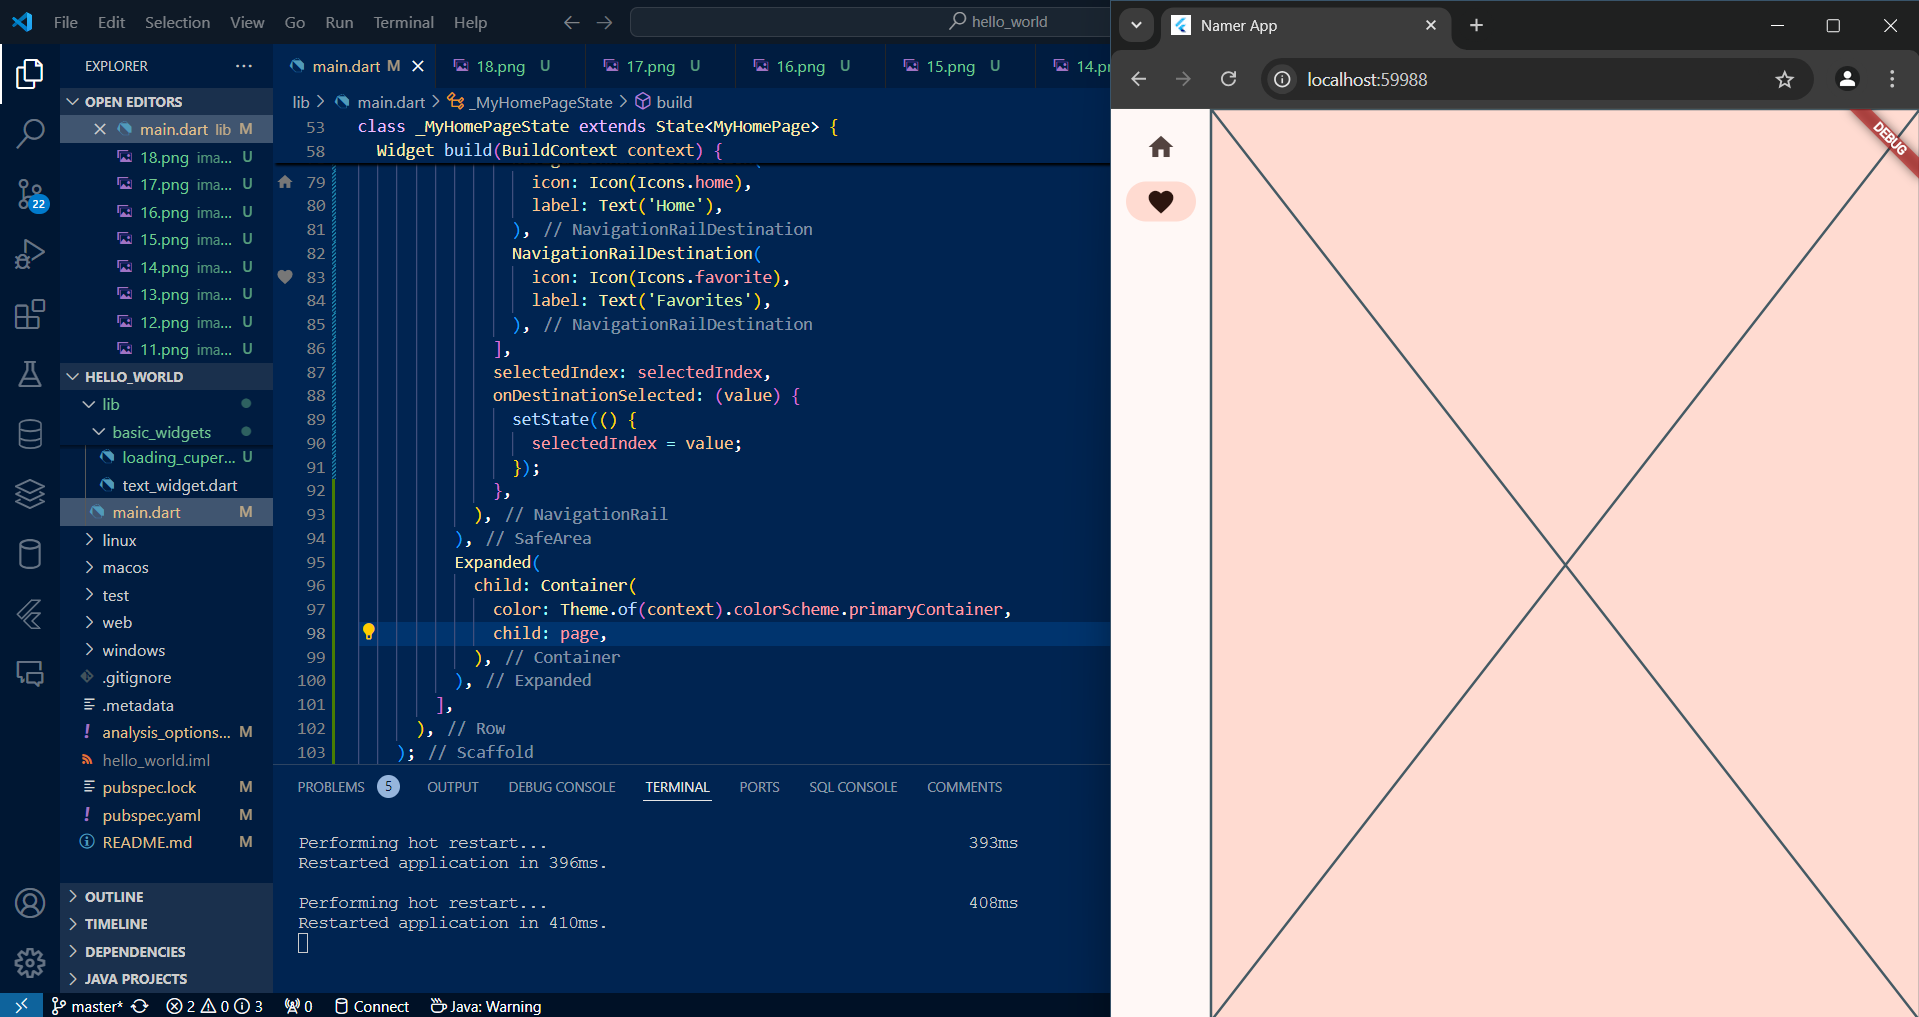 File Edit Selection View Go Run Terminal Help
hello_world
EXPLORER
OPEN EDITORS
main.dart lib M
18.png ima... U
17.png ima... U
16.png ima... U
15.png ima... U
14.png ima... U
13.png ima... U
12.png ima... U
11.png ima... U
HELLO_WORLD
lib
basic_widgets
loading_cuper... U
text_widget.dart
main.dart M
linux
macos
test
web
windows
.gitignore
.metadata
analysis_options... M
hello_world.iml
pubspec.lock M
pubspec.yaml M
README.md M
OUTLINE
TIMELINE
DEPENDENCIES
JAVA PROJECTS
22
main.dart M 18.png U 17.png U 16.png U 15.png U 14.pn
lib > main.dart > _MyHomePageState > build
53 class _MyHomePageState extends State<MyHomePage> {
58 Widget build(BuildContext context) {
79 icon: Icon(Icons.home),
80 label: Text('Home'),
81 ), // NavigationRailDestination
82 NavigationRailDestination(
83 icon: Icon(Icons.favorite),
84 label: Text('Favorites'),
85 ), // NavigationRailDestination
86 ],
87 selectedIndex: selectedIndex,
88 onDestinationSelected: (value) {
89 setState(() {
90 selectedIndex = value;
91 });
92 },
93 ), // NavigationRail
94 ), // SafeArea
95 Expanded(
96 child: Container(
97 color: Theme.of(context).colorScheme.primaryContainer,
98 child: page,
99 ), // Container
100 ), // Expanded
101 ],
102 ), // Row
103 ); // Scaffold
PROBLEMS 5 OUTPUT DEBUG CONSOLE TERMINAL PORTS SQL CONSOLE COMMENTS
Performing hot restart... 393ms
Restarted application in 396ms.
Performing hot restart... 408ms
Restarted application in 410ms.
master* 2 0 3 0 Connect Java: Warning
Namer App
localhost:59988
DEBUG